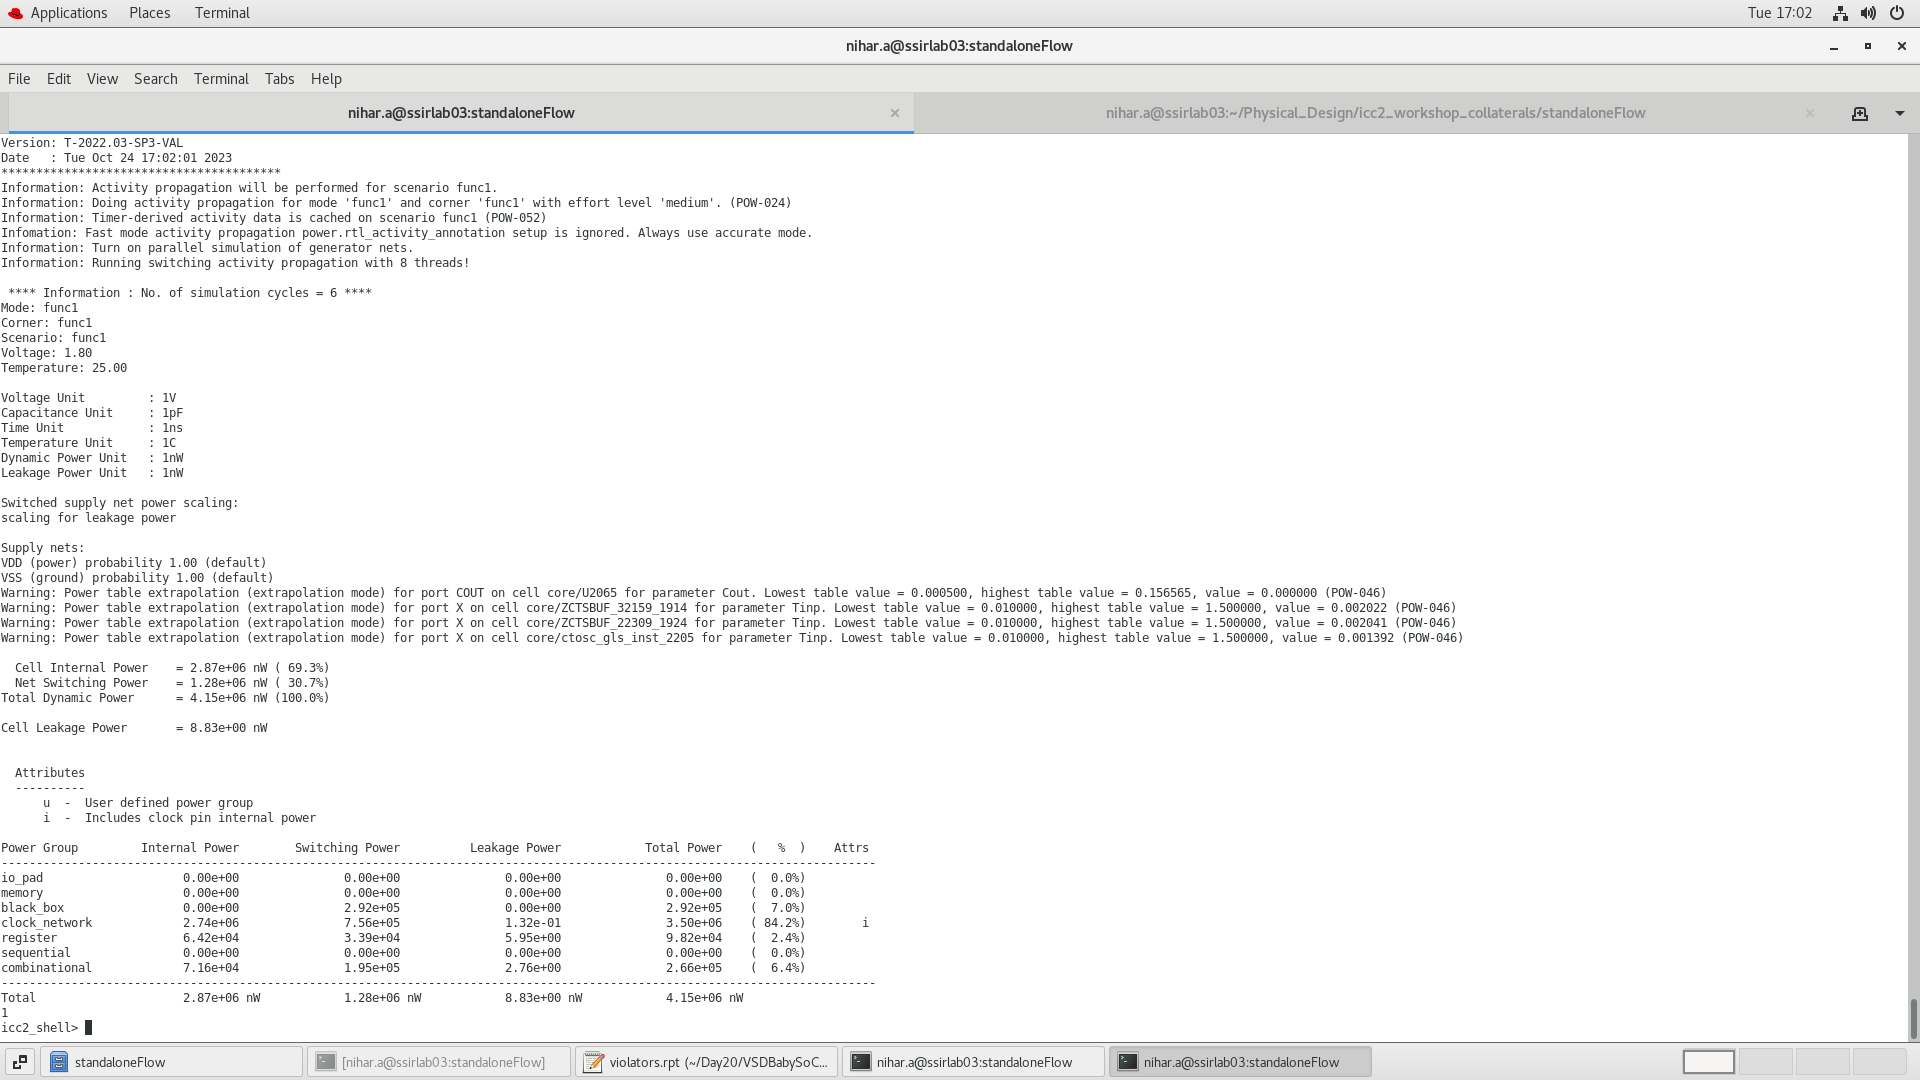 Applications Places Terminal Tue 17:02
nihar.a@ssirlab03:standaloneFlow
File Edit View Search Terminal Tabs Help
nihar.a@ssirlab03:standaloneFlow × nihar.a@ssirlab03:~/Physical_Design/icc2_workshop_collaterals/standaloneFlow ×
Version: T-2022.03-SP3-VAL
Date   : Tue Oct 24 17:02:01 2023
****************************************
Information: Activity propagation will be performed for scenario func1.
Information: Doing activity propagation for mode 'func1' and corner 'func1' with effort level 'medium'. (POW-024)
Information: Timer-derived activity data is cached on scenario func1 (POW-052)
Infomation: Fast mode activity propagation power.rtl_activity_annotation setup is ignored. Always use accurate mode.
Information: Turn on parallel simulation of generator nets.
Information: Running switching activity propagation with 8 threads!
**** Information : No. of simulation cycles = 6 ****
Mode: func1
Corner: func1
Scenario: func1
Voltage: 1.80
Temperature: 25.00
Voltage Unit         : 1V
Capacitance Unit     : 1pF
Time Unit            : 1ns
Temperature Unit     : 1C
Dynamic Power Unit   : 1nW
Leakage Power Unit   : 1nW
Switched supply net power scaling:
scaling for leakage power
Supply nets:
VDD (power) probability 1.00 (default)
VSS (ground) probability 1.00 (default)
Warning: Power table extrapolation (extrapolation mode) for port COUT on cell core/U2065 for parameter Cout. Lowest table value = 0.000500, highest table value = 0.156565, value = 0.000000 (POW-046)
Warning: Power table extrapolation (extrapolation mode) for port X on cell core/ZCTSBUF_32159_1914 for parameter Tinp. Lowest table value = 0.010000, highest table value = 1.500000, value = 0.002022 (POW-046)
Warning: Power table extrapolation (extrapolation mode) for port X on cell core/ZCTSBUF_22309_1924 for parameter Tinp. Lowest table value = 0.010000, highest table value = 1.500000, value = 0.002041 (POW-046)
Warning: Power table extrapolation (extrapolation mode) for port X on cell core/ctosc_gls_inst_2205 for parameter Tinp. Lowest table value = 0.010000, highest table value = 1.500000, value = 0.001392 (POW-046)
Cell Internal Power    = 2.87e+06 nW ( 69.3%)
Net Switching Power    = 1.28e+06 nW ( 30.7%)
Total Dynamic Power      = 4.15e+06 nW (100.0%)
Cell Leakage Power       = 8.83e+00 nW
Attributes
----------
u  -  User defined power group
i  -  Includes clock pin internal power
Power Group         Internal Power        Switching Power          Leakage Power            Total Power    (   %  )    Attrs
-----------------------------------------------------------------------------------------------------------------------------
io_pad                    0.00e+00               0.00e+00               0.00e+00               0.00e+00    (  0.0%)
memory                    0.00e+00               0.00e+00               0.00e+00               0.00e+00    (  0.0%)
black_box                 0.00e+00               2.92e+05               0.00e+00               2.92e+05    (  7.0%)
clock_network             2.74e+06               7.56e+05               1.32e-01               3.50e+06    ( 84.2%)        i
register                  6.42e+04               3.39e+04               5.95e+00               9.82e+04    (  2.4%)
sequential                0.00e+00               0.00e+00               0.00e+00               0.00e+00    (  0.0%)
combinational             7.16e+04               1.95e+05               2.76e+00               2.66e+05    (  6.4%)
-----------------------------------------------------------------------------------------------------------------------------
Total                     2.87e+06 nW            1.28e+06 nW            8.83e+00 nW            4.15e+06 nW
1
icc2_shell>
standaloneFlow [nihar.a@ssirlab03:standaloneFlow] violators.rpt (~/Day20/VSDBabySoC... nihar.a@ssirlab03:standaloneFlow nihar.a@ssirlab03:standaloneFlow